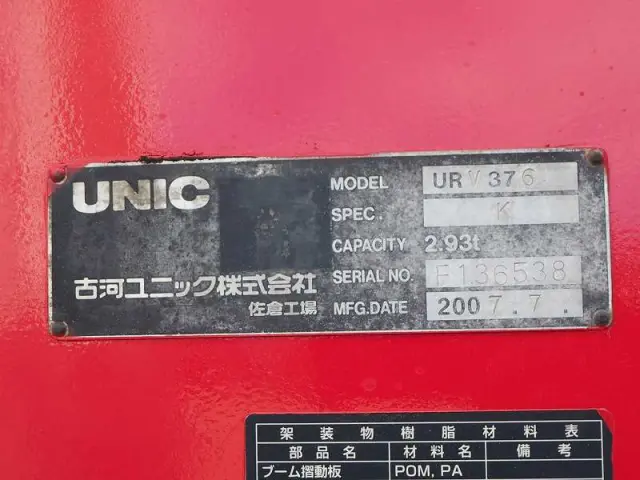 UNIC
MODEL URV376
SPEC. K
CAPACITY 2.93t
古河ユニック株式会社 SERIAL NO. F136538
佐倉工場 MFG.DATE 2007.7.
架装物樹脂材料表
部品名 材料名 備考
ブーム摺動板 POM, PA